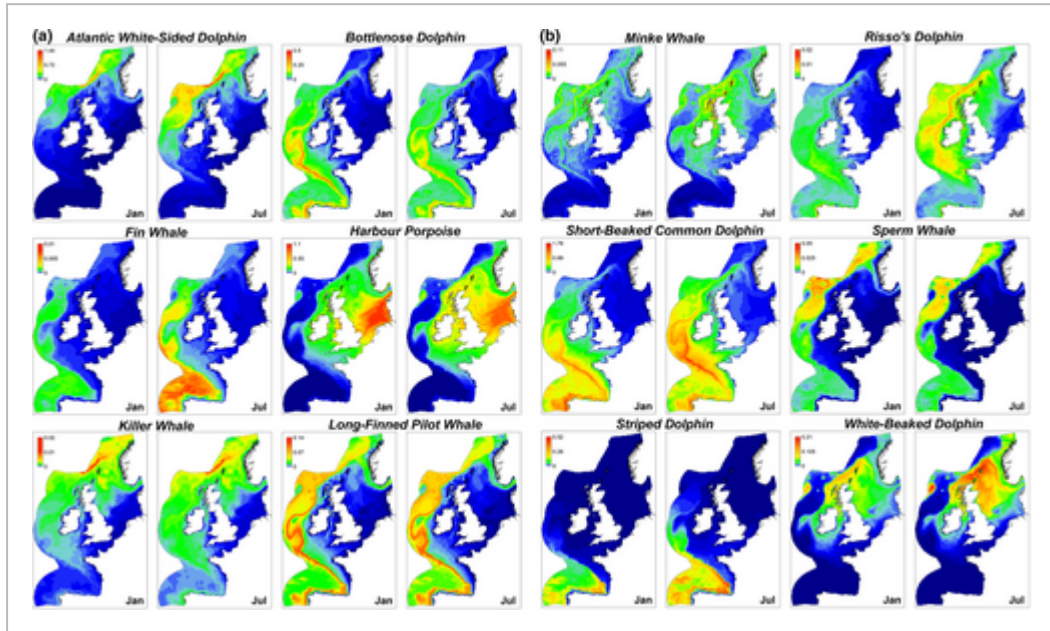 (a) Atlantic White-Sided Dolphin Bottlenose Dolphin (b) Minke Whale Risso's Dolphin
Jan Jul Jan Jul Jan Jul Jan Jul
Fin Whale Harbour Porpoise Short-Beaked Common Dolphin Sperm Whale
Jan Jul Jan Jul Jan Jul Jan Jul
Killer Whale Long-Finned Pilot Whale Striped Dolphin White-Beaked Dolphin
Jan Jul Jan Jul Jan Jul Jan Jul